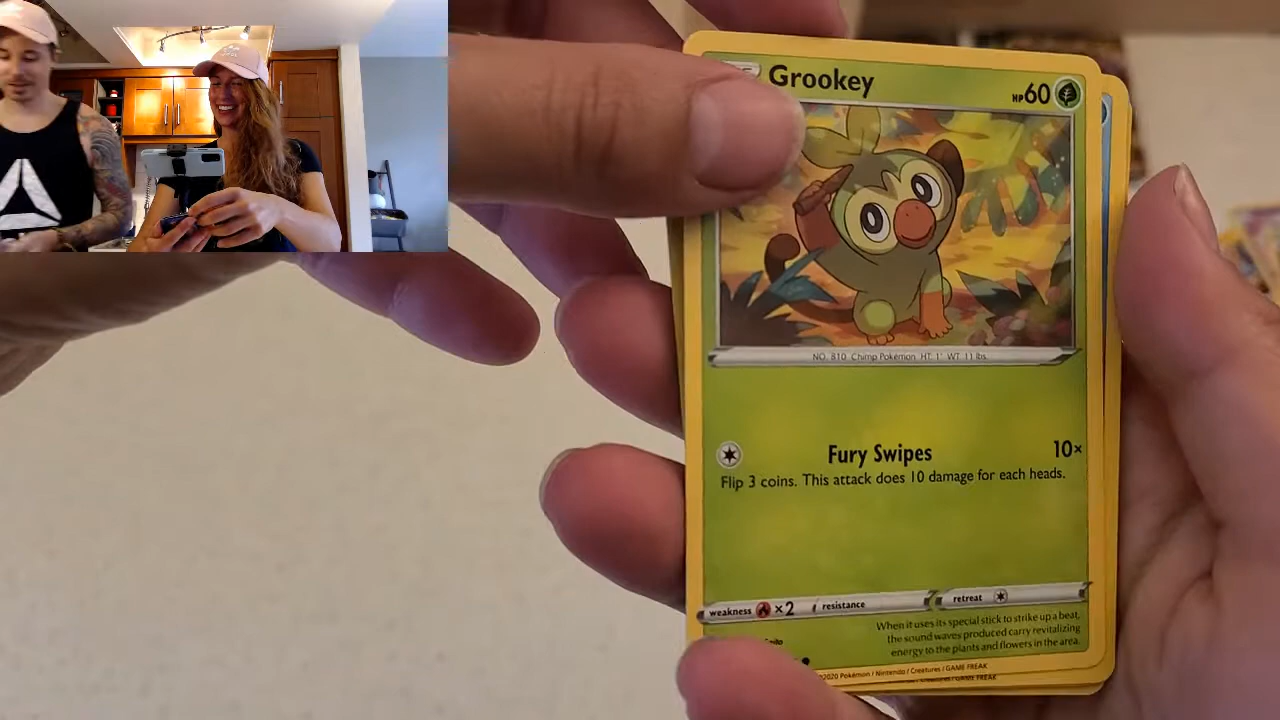 Grookey HP60
NO. 810 Chimp Pokémon HT: 1' WT: 11 lbs.
Fury Swipes 10×
Flip 3 coins. This attack does 10 damage for each heads.
weakness ×2 resistance retreat
When it uses its special stick to strike up a beat,
the sound waves produced carry revitalizing
energy to the plants and flowers in the area.
©2020 Pokémon / Nintendo / Creatures / GAME FREAK
Creatures / GAME FREAK